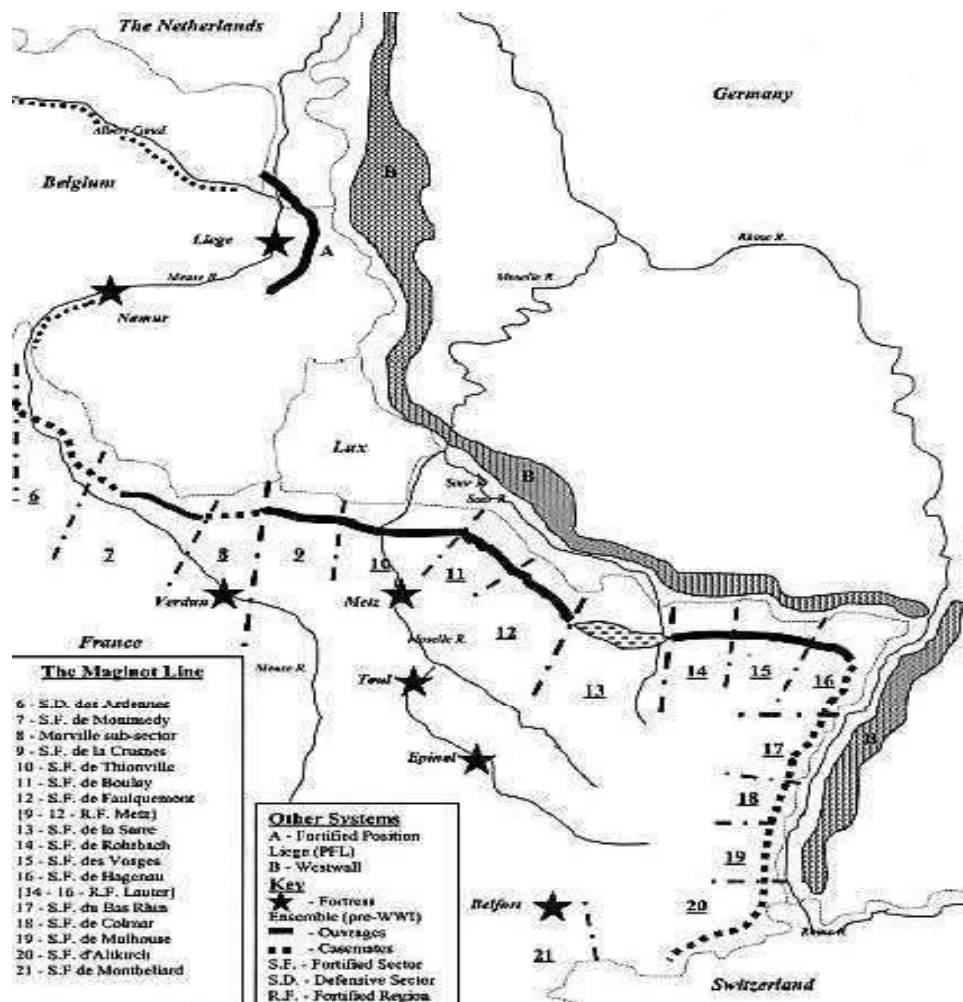 The Netherlands
Germany
Albert Canal
Belgium
B
Liege
A
Rhine R.
Meuse R.
Moselle R.
Namur
Lux
B
Saar R.
Saar R.
6
7
8
9
10
11
Verdun
Metz
12
France
Moselle R.
Meuse R.
Toul
13
14
15
16
Epinal
17
B
18
19
Belfort
20
21
Rhine R.
Switzerland
The Maginot Line
6 - S.D. des Ardennes
7 - S.F. de Montmedy
8 - Marville sub-sector
9 - S.F. de la Crusnes
10 - S.F. de Thionville
11 - S.F. de Boulay
12 - S.F. de Faulquemont
[9 - 12 - R.F. Metz]
13 - S.F. de la Sarre
14 - S.F. de Rohrbach
15 - S.F. des Vosges
16 - S.F. de Hagenau
[14 - 16 - R.F. Lauter]
17 - S.F. du Bas Rhin
18 - S.F. de Colmar
19 - S.F. de Mulhouse
20 - S.F. d'Altkirch
21 - S.F de Montbeliard
Other Systems
A - Fortified Position
Liege (PFL)
B - Westwall
Key
- Fortress
Ensemble (pre-WWI)
- Ouvrages
- Casemates
S.F. - Fortified Sector
S.D. - Defensive Sector
R.F. - Fortified Region